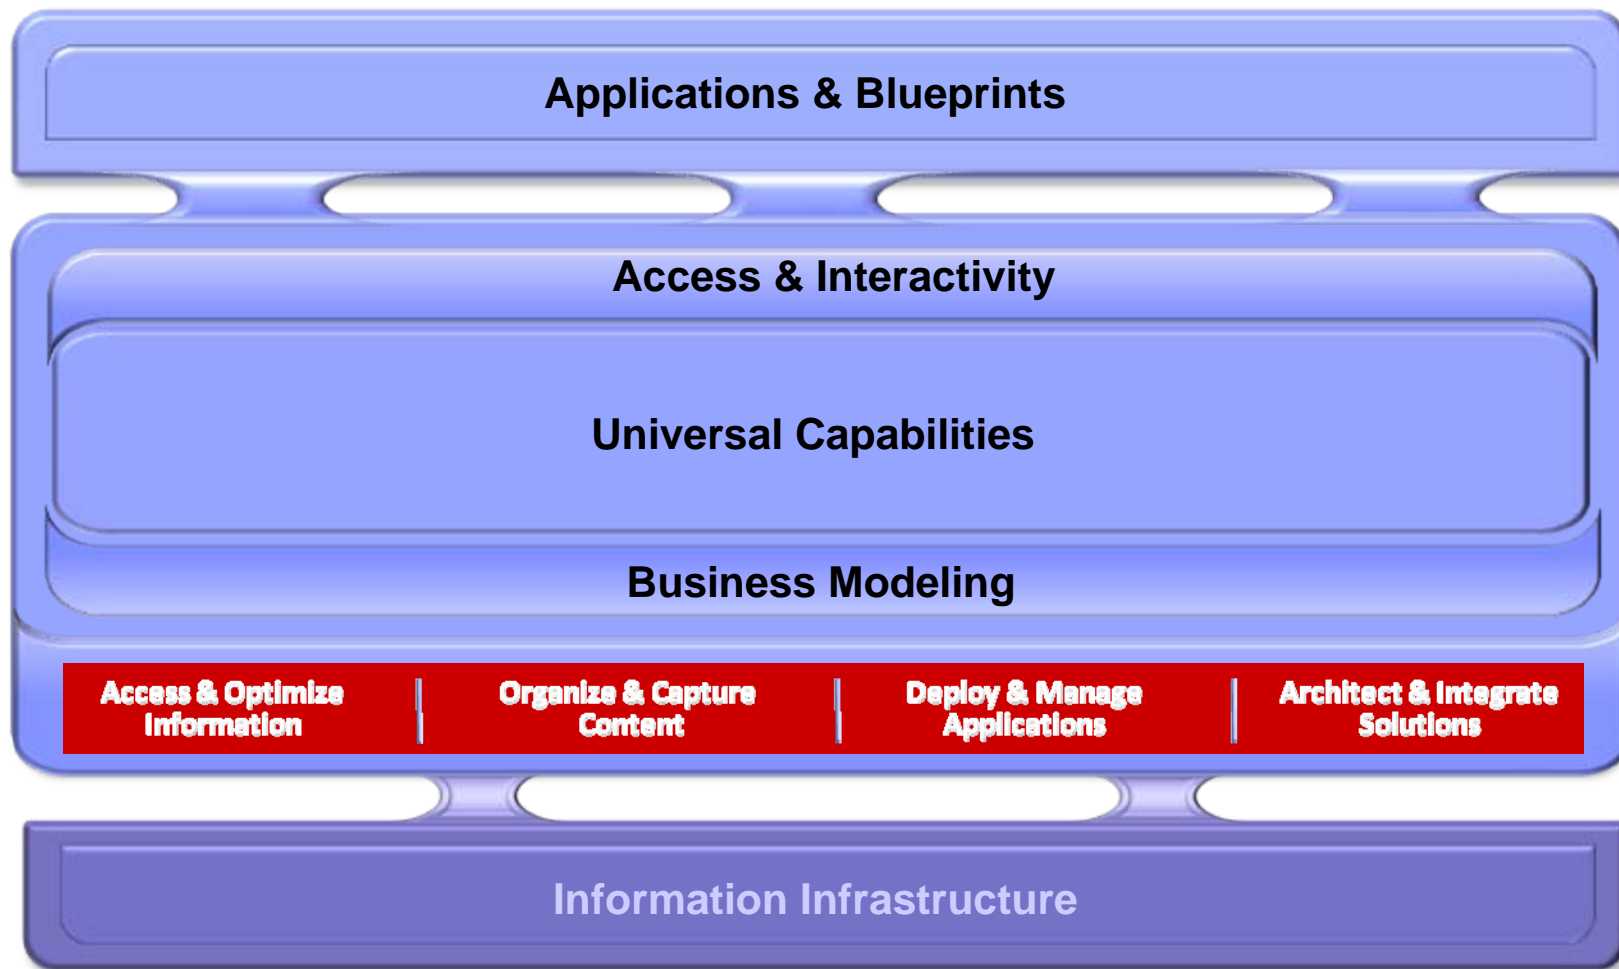 Applications & Blueprints
Access & Interactivity
Universal Capabilities
Business Modeling
Access & Optimize
Information
Organize & Capture
Content
Deploy & Manage
Applications
Architect & Integrate
Solutions
Information Infrastructure